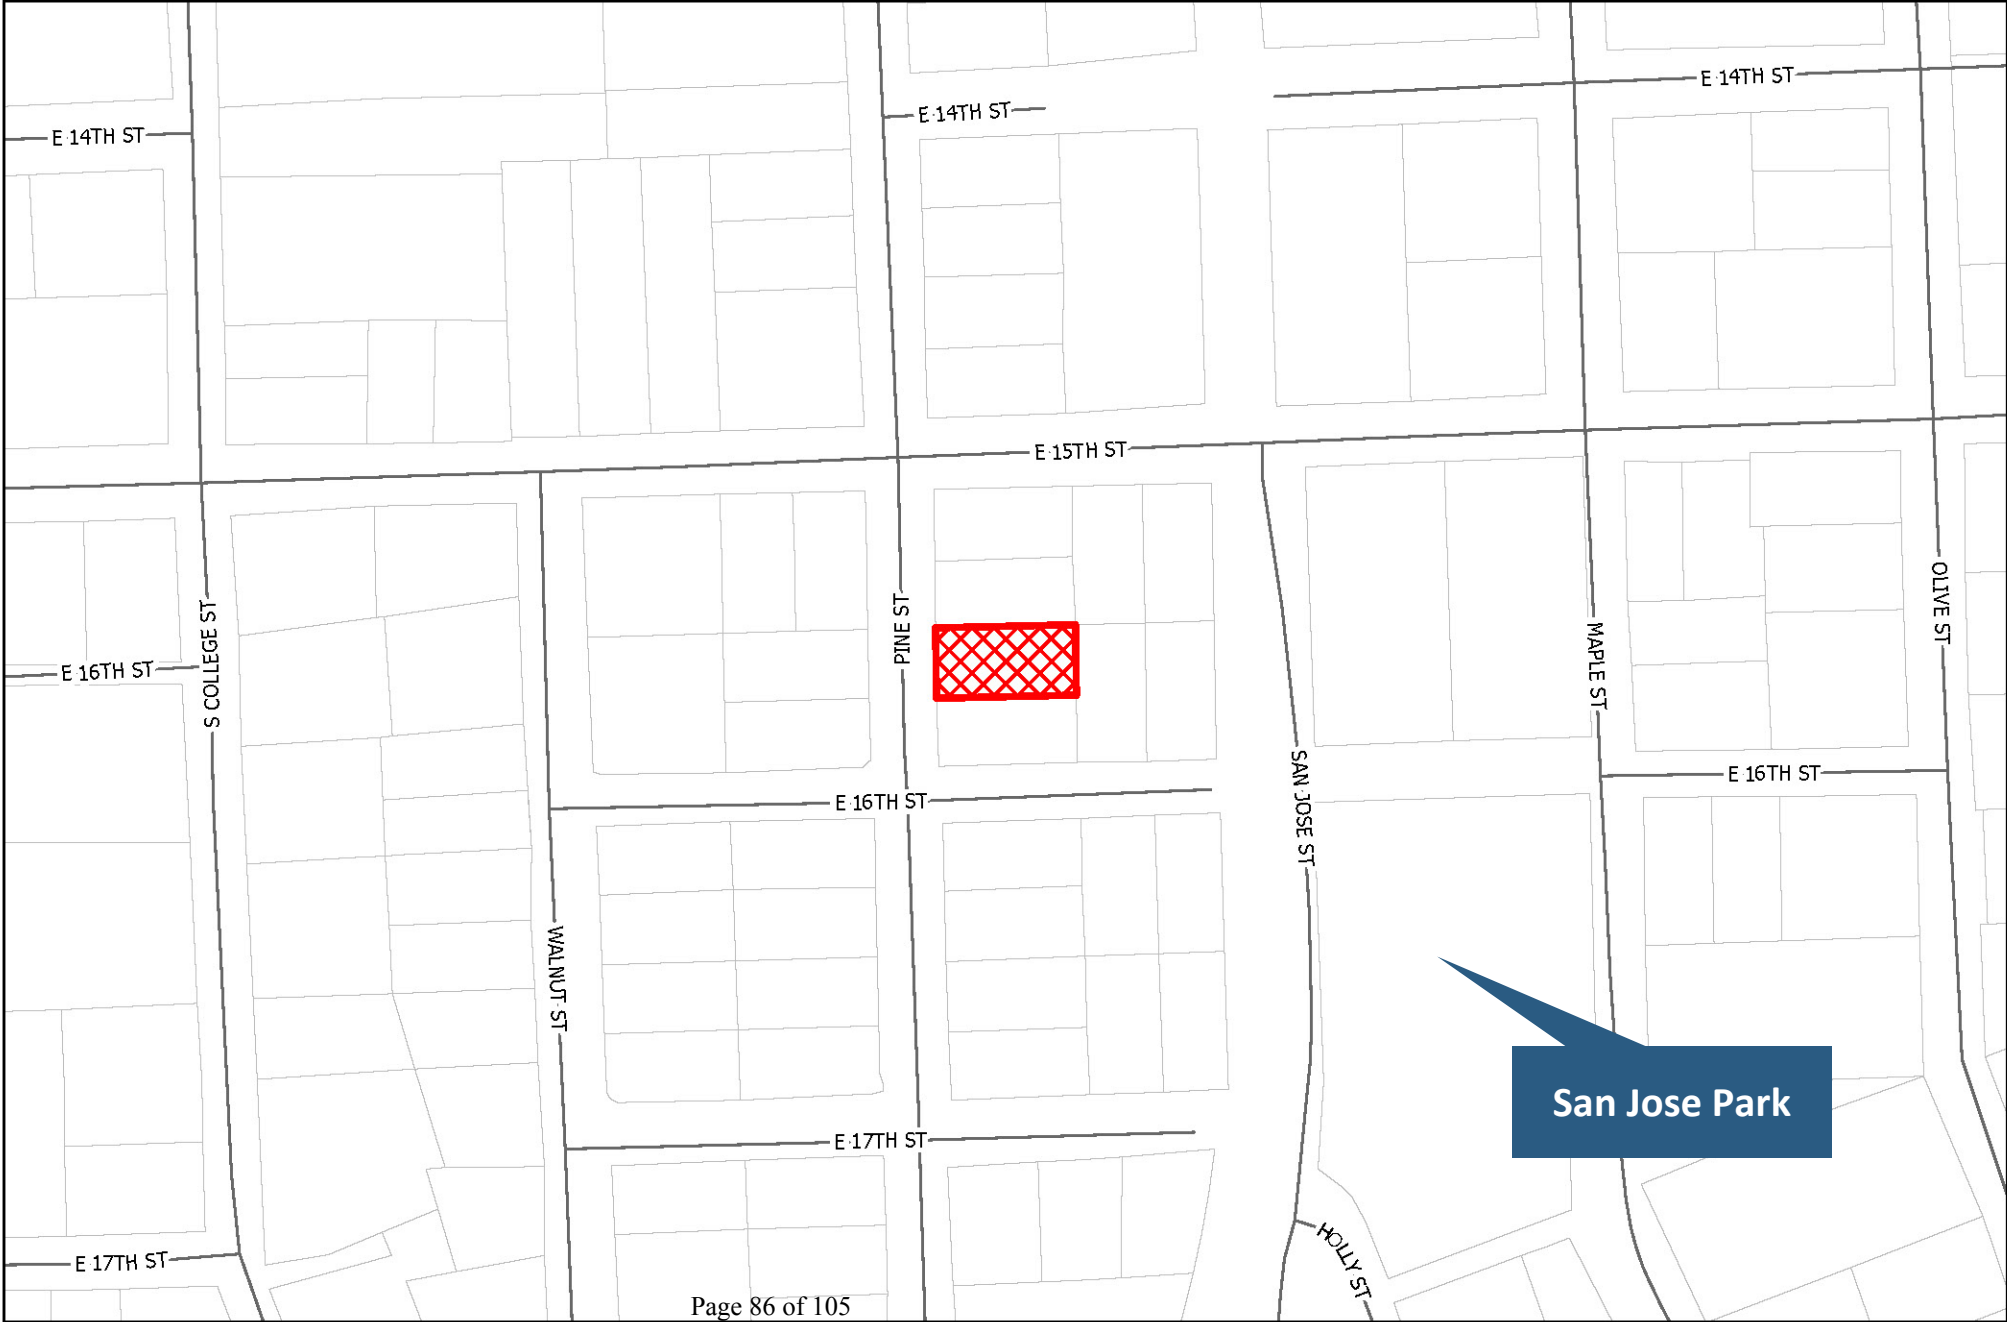 E 14TH ST
E 14TH ST
E 14TH ST
E 15TH ST
S COLLEGE ST
PINE ST
MAPLE ST
OLIVE ST
E 16TH ST
E 16TH ST
E 16TH ST
SAN JOSE ST
WALNUT ST
San Jose Park
E 17TH ST
E 17TH ST
HOLLY ST
Page 86 of 105